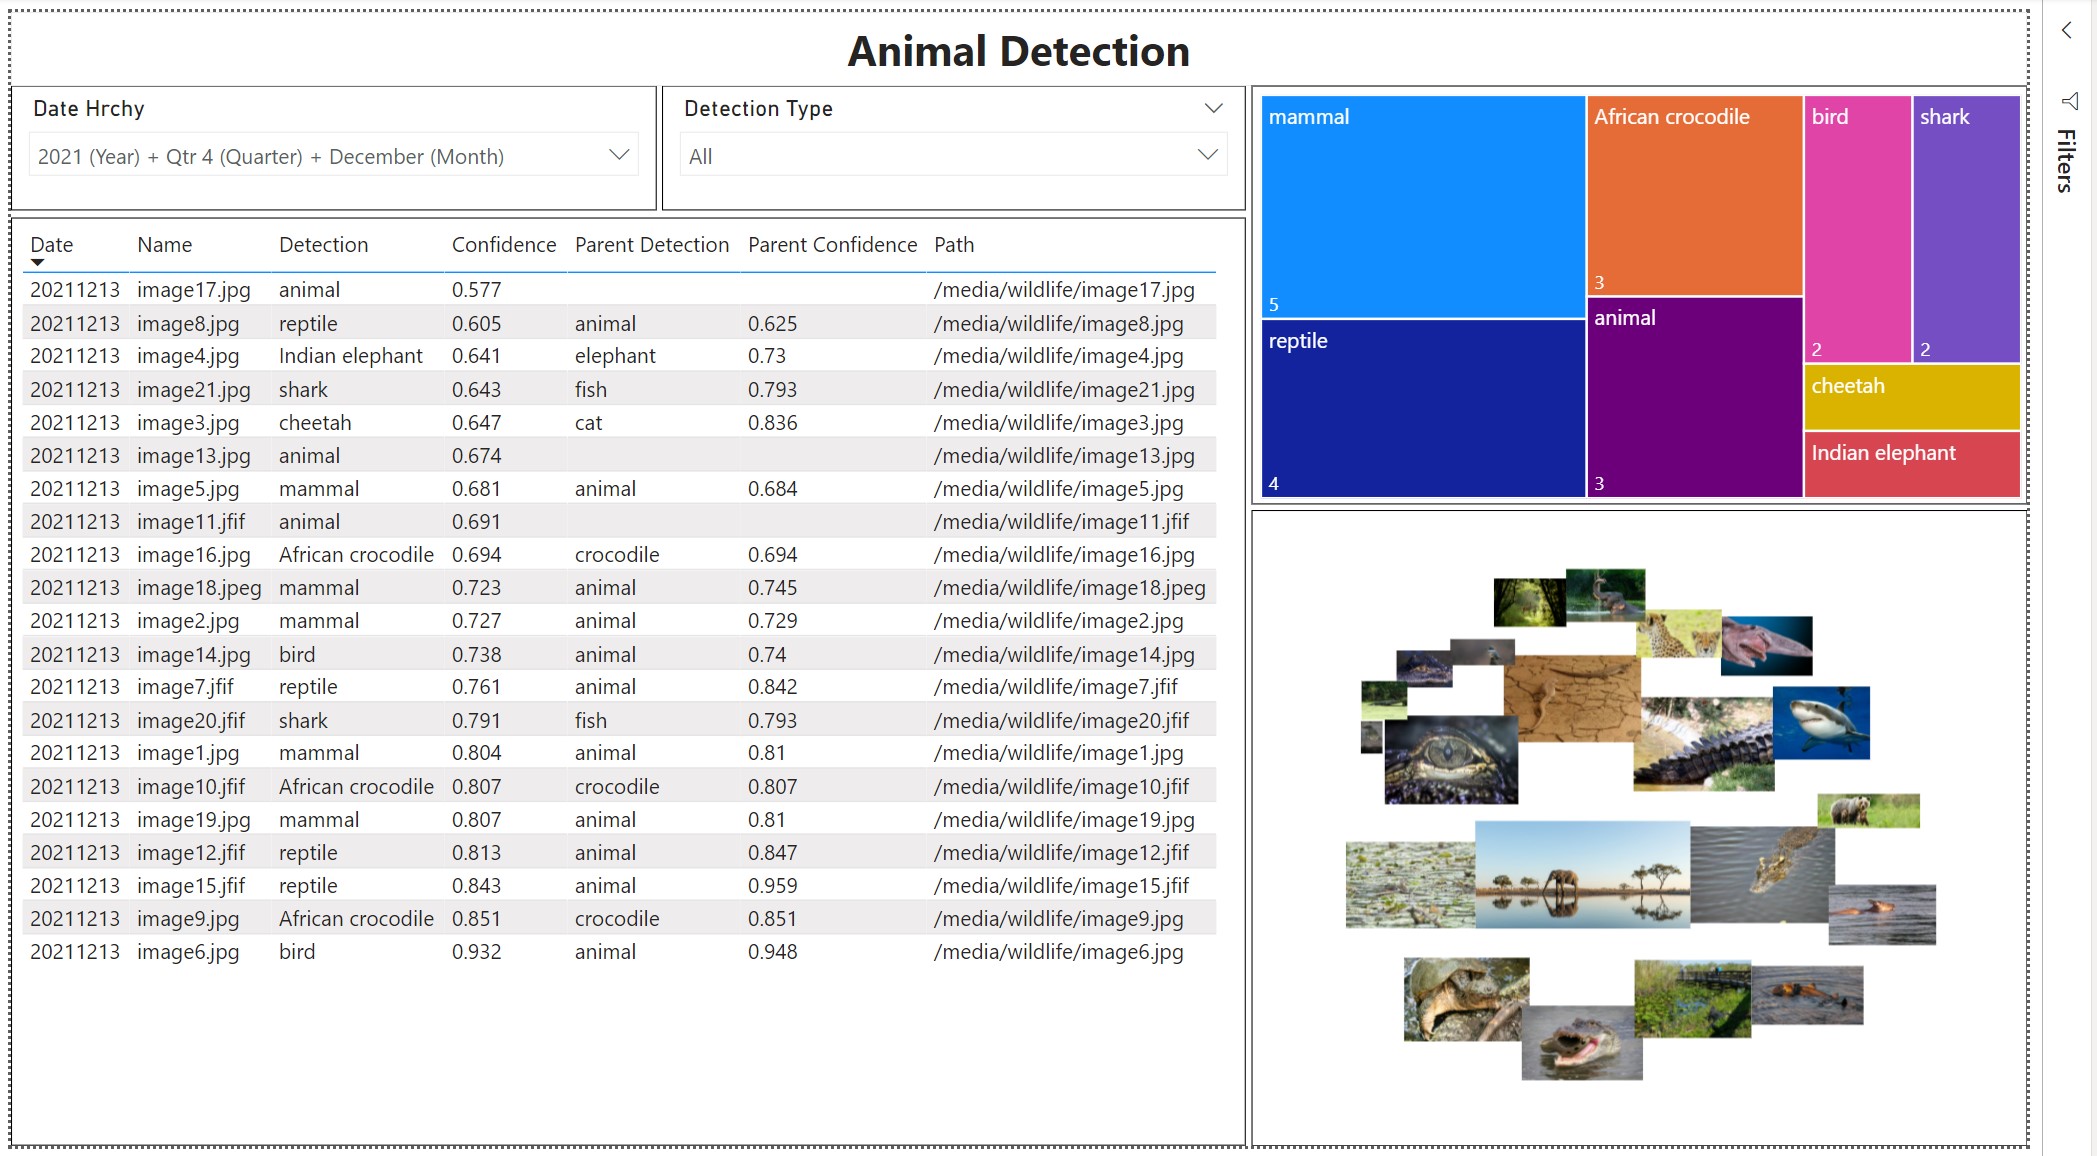 Animal Detection
Date Hrchy
2021 (Year) + Qtr 4 (Quarter) + December (Month)
Detection Type
All
Date Name Detection Confidence Parent Detection Parent Confidence Path
20211213 image17.jpg animal 0.577 /media/wildlife/image17.jpg
20211213 image8.jpg reptile 0.605 animal 0.625 /media/wildlife/image8.jpg
20211213 image4.jpg Indian elephant 0.641 elephant 0.73 /media/wildlife/image4.jpg
20211213 image21.jpg shark 0.643 fish 0.793 /media/wildlife/image21.jpg
20211213 image3.jpg cheetah 0.647 cat 0.836 /media/wildlife/image3.jpg
20211213 image13.jpg animal 0.674 /media/wildlife/image13.jpg
20211213 image5.jpg mammal 0.681 animal 0.684 /media/wildlife/image5.jpg
20211213 image11.jfif animal 0.691 /media/wildlife/image11.jfif
20211213 image16.jpg African crocodile 0.694 crocodile 0.694 /media/wildlife/image16.jpg
20211213 image18.jpeg mammal 0.723 animal 0.745 /media/wildlife/image18.jpeg
20211213 image2.jpg mammal 0.727 animal 0.729 /media/wildlife/image2.jpg
20211213 image14.jpg bird 0.738 animal 0.74 /media/wildlife/image14.jpg
20211213 image7.jfif reptile 0.761 animal 0.842 /media/wildlife/image7.jfif
20211213 image20.jfif shark 0.791 fish 0.793 /media/wildlife/image20.jfif
20211213 image1.jpg mammal 0.804 animal 0.81 /media/wildlife/image1.jpg
20211213 image10.jfif African crocodile 0.807 crocodile 0.807 /media/wildlife/image10.jfif
20211213 image19.jpg mammal 0.807 animal 0.81 /media/wildlife/image19.jpg
20211213 image12.jfif reptile 0.813 animal 0.847 /media/wildlife/image12.jfif
20211213 image15.jfif reptile 0.843 animal 0.959 /media/wildlife/image15.jfif
20211213 image9.jpg African crocodile 0.851 crocodile 0.851 /media/wildlife/image9.jpg
20211213 image6.jpg bird 0.932 animal 0.948 /media/wildlife/image6.jpg
mammal
5
reptile
4
African crocodile
3
animal
3
bird
2
shark
2
cheetah
Indian elephant
Filters